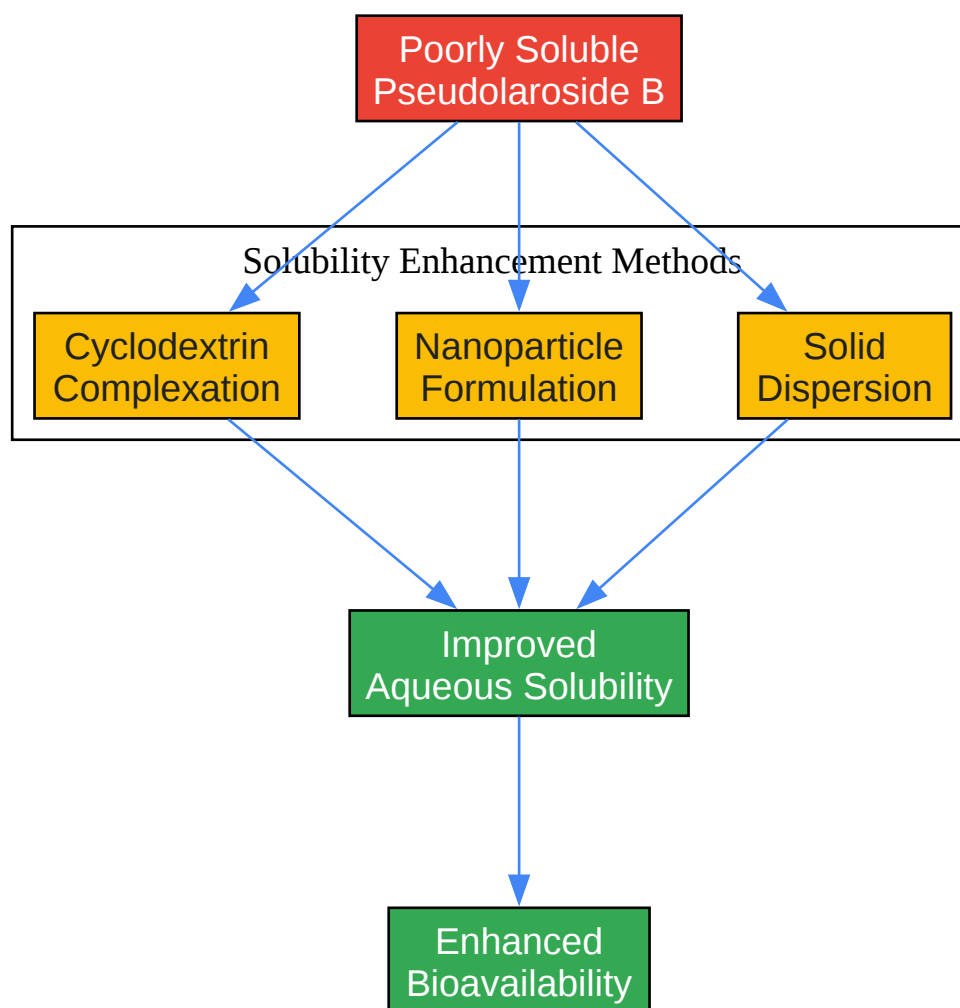 Poorly Soluble
Pseudolaroside B
Solubility Enhancement Methods
Cyclodextrin
Complexation
Nanoparticle
Formulation
Solid
Dispersion
Improved
Aqueous Solubility
Enhanced
Bioavailability